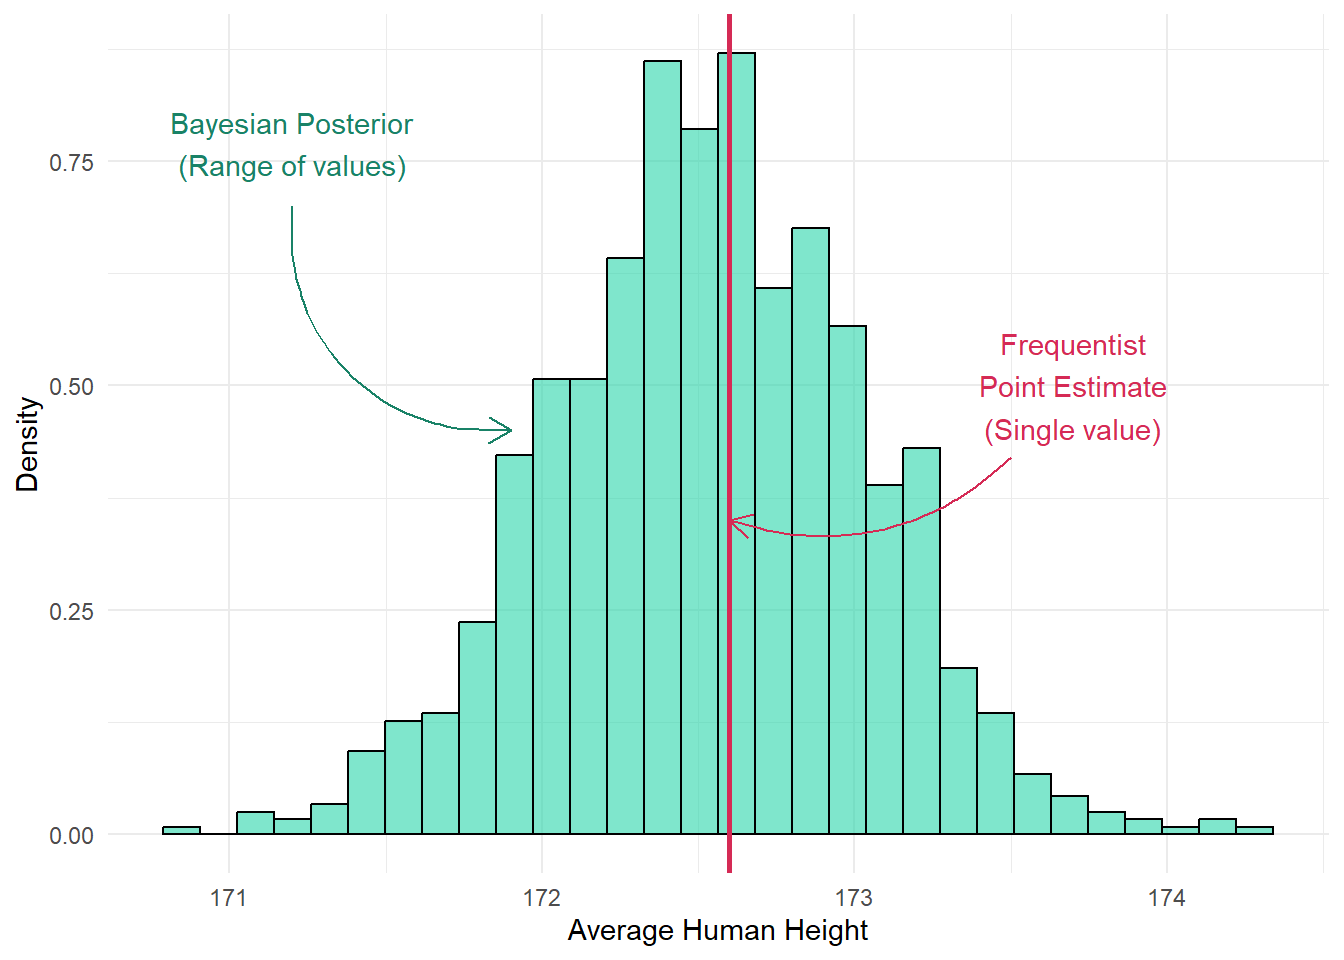 Bayesian Posterior
(Range of values)
Frequentist
Point Estimate
(Single value)
Density
0.75
0.50
0.25
0.00
171
172
173
174
Average Human Height